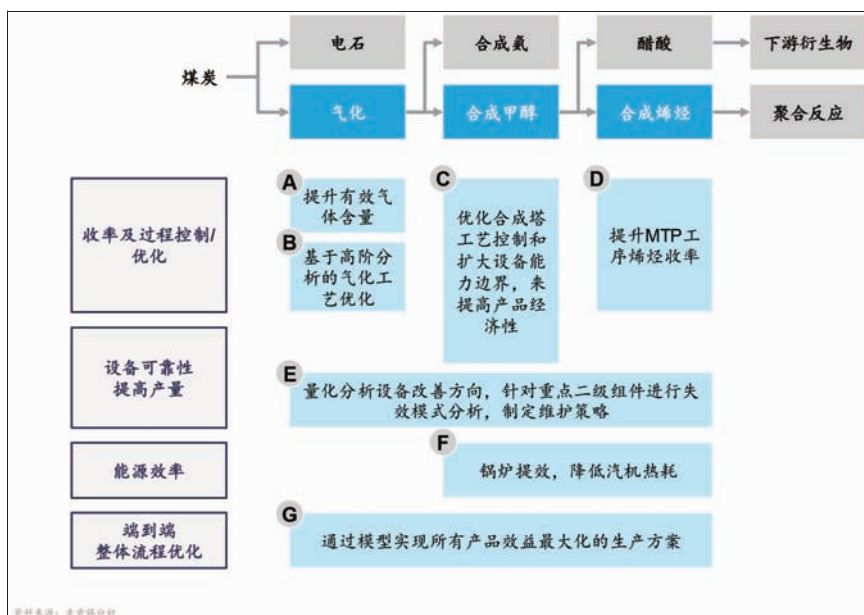 电石
合成氨
醋酸
下游衍生物
煤炭
气化
合成甲醇
合成烯烃
聚合反应
收率及过程控制/
优化
A
提升有效气
体含量
B
基于高阶分
析的气化工
艺优化
C
优化合成塔
工艺控制和
扩大设备能
力边界，来
提高产品经
济性
D
提升MTP工
序烯烃收率
设备可靠性
提高产量
E
量化分析设备改善方向，针对重点二级组件进行失
效模式分析，制定维护策略
能源效率
F
锅炉提效，降低汽机热耗
端到端
整体流程优化
G
通过模型实现所有产品效益最大化的生产方案
资料来源：麦肯锡分析